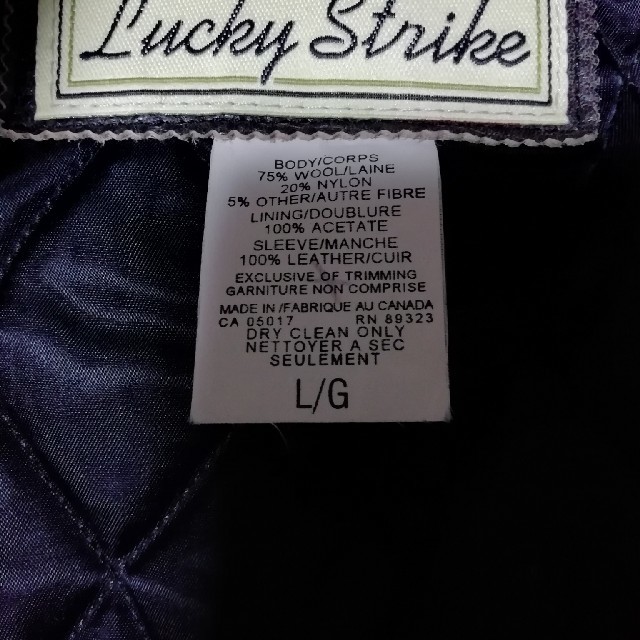 Lucky Strike
BODY/CORPS
75% WOOL/LAINE
20% NYLON
5% OTHER/AUTRE FIBRE
LINING/DOUBLURE
100% ACETATE
SLEEVE/MANCHE
100% LEATHER/CUIR
EXCLUSIVE OF TRIMMING
GARNITURE NON COMPRISE
MADE IN/FABRIQUE AU CANADA
CA 05017 RN 89323
DRY CLEAN ONLY
NETTOYER A SEC
SEULEMENT
L/G